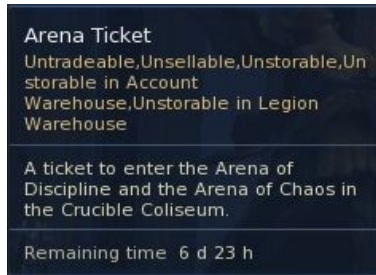 Arena Ticket
Untradeable,Unsellable,Unstorable,Un
storable in Account
Warehouse,Unstorable in Legion
Warehouse
A ticket to enter the Arena of
Discipline and the Arena of Chaos in
the Crucible Coliseum.
Remaining time 6 d 23 h